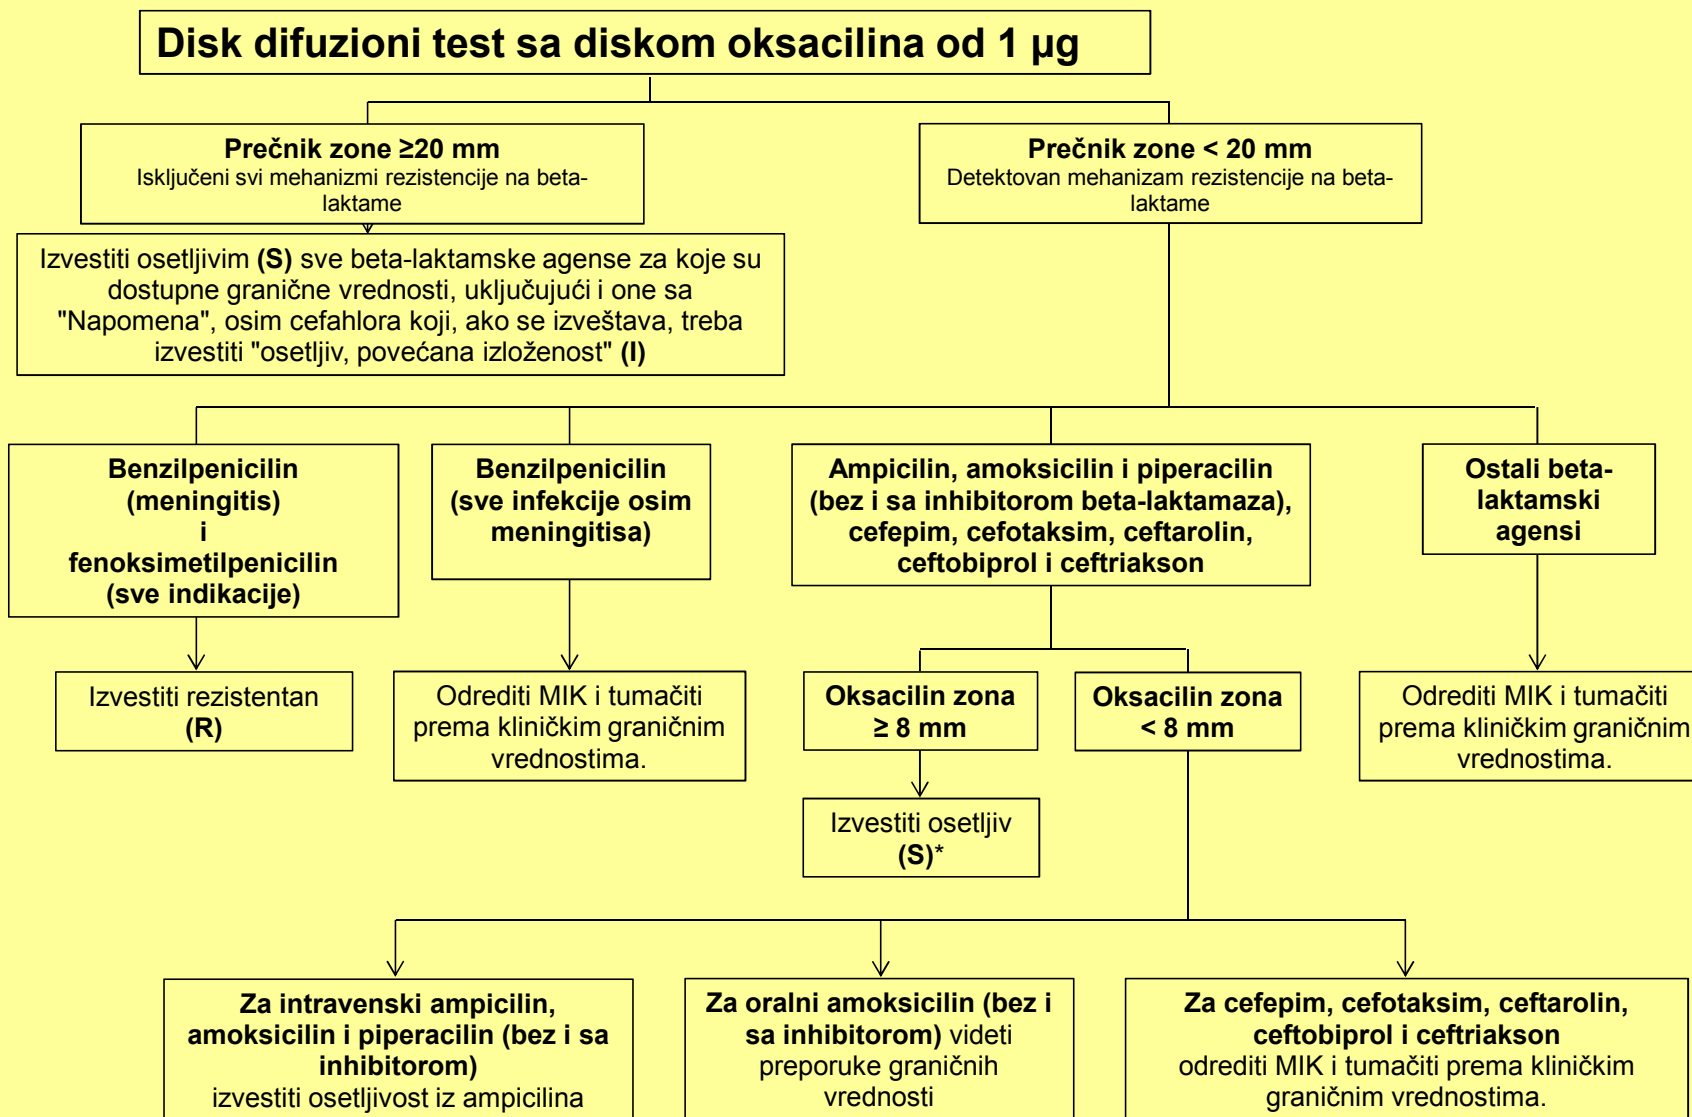 Disk difuzioni test sa diskom oksacilina od 1 µg
Prečnik zone ≥20 mm
Isključeni svi mehanizmi rezistencije na beta-
laktame
Prečnik zone < 20 mm
Detektovan mehanizam rezistencije na beta-
laktame
Izvestiti osetljivim (S) sve beta-laktamske agense za koje su
dostupne granične vrednosti, uključujući i one sa
"Napomena", osim cefahlora koji, ako se izveštava, treba
izvestiti "osetljiv, povećana izloženost" (I)
Benzilpenicilin
(meningitis)
i
fenoksimetilpenicilin
(sve indikacije)
Benzilpenicilin
(sve infekcije osim
meningitisa)
Ampicilin, amoksicilin i piperacilin
(bez i sa inhibitorom beta-laktamaza),
cefepim, cefotaksim, ceftarolin,
ceftobiprol i ceftriakson
Ostali beta-
laktamski
agensi
Izvestiti rezistentan
(R)
Odrediti MIK i tumačiti
prema kliničkim graničnim
vrednostima.
Oksacilin zona
≥ 8 mm
Oksacilin zona
< 8 mm
Odrediti MIK i tumačiti
prema kliničkim graničnim
vrednostima.
Izvestiti osetljiv
(S)*
Za intravenski ampicilin,
amoksicilin i piperacilin (bez i sa
inhibitorom)
izvestiti osetljivost iz ampicilina
Za oralni amoksicilin (bez i
sa inhibitorom) videti
preporuke graničnih
vrednosti
Za cefepim, cefotaksim, ceftarolin,
ceftobiprol i ceftriakson
odrediti MIK i tumačiti prema kliničkim
graničnim vrednostima.